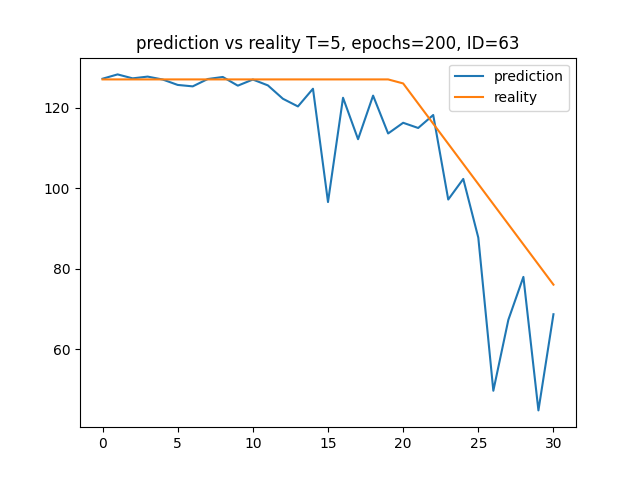 prediction vs reality T=5, epochs=200, ID=63
prediction
reality
120
100
80
60
0 5 10 15 20 25 30